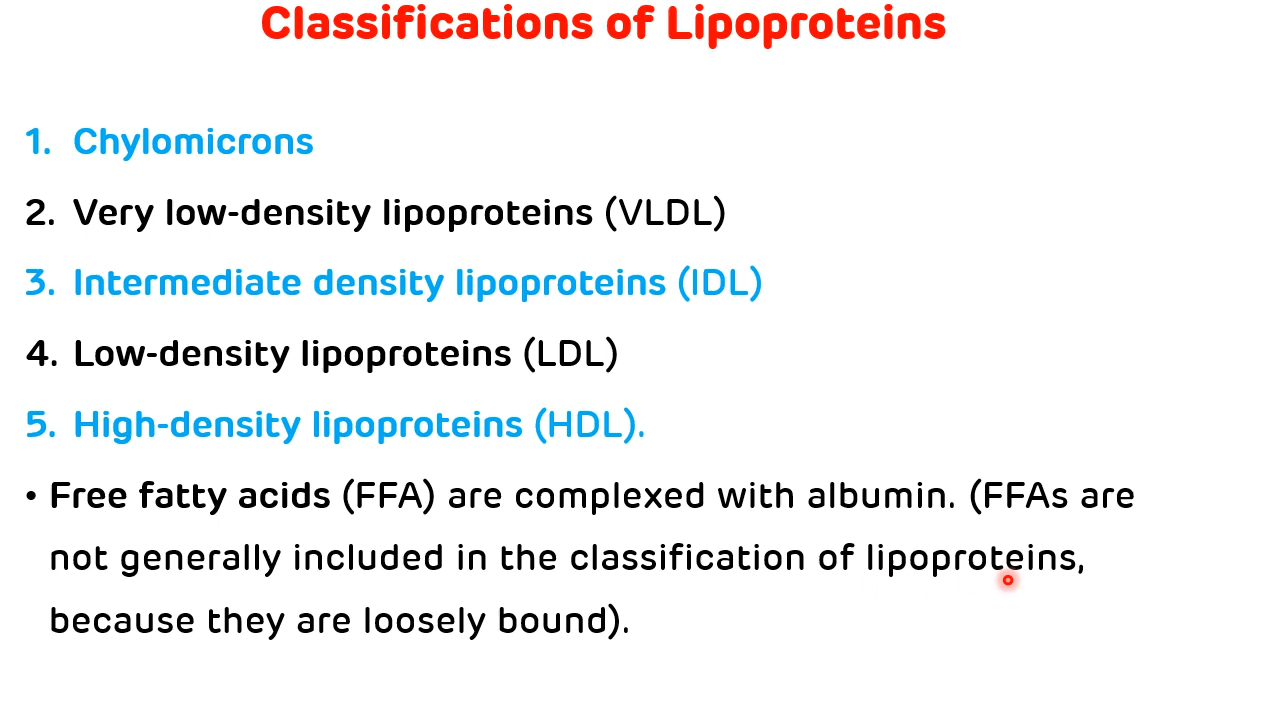 Classifications of Lipoproteins
1. Chylomicrons
2. Very low-density lipoproteins (VLDL)
3. Intermediate density lipoproteins (IDL)
4. Low-density lipoproteins (LDL)
5. High-density lipoproteins (HDL).
• Free fatty acids (FFA) are complexed with albumin. (FFAs are
not generally included in the classification of lipoproteins,
because they are loosely bound).